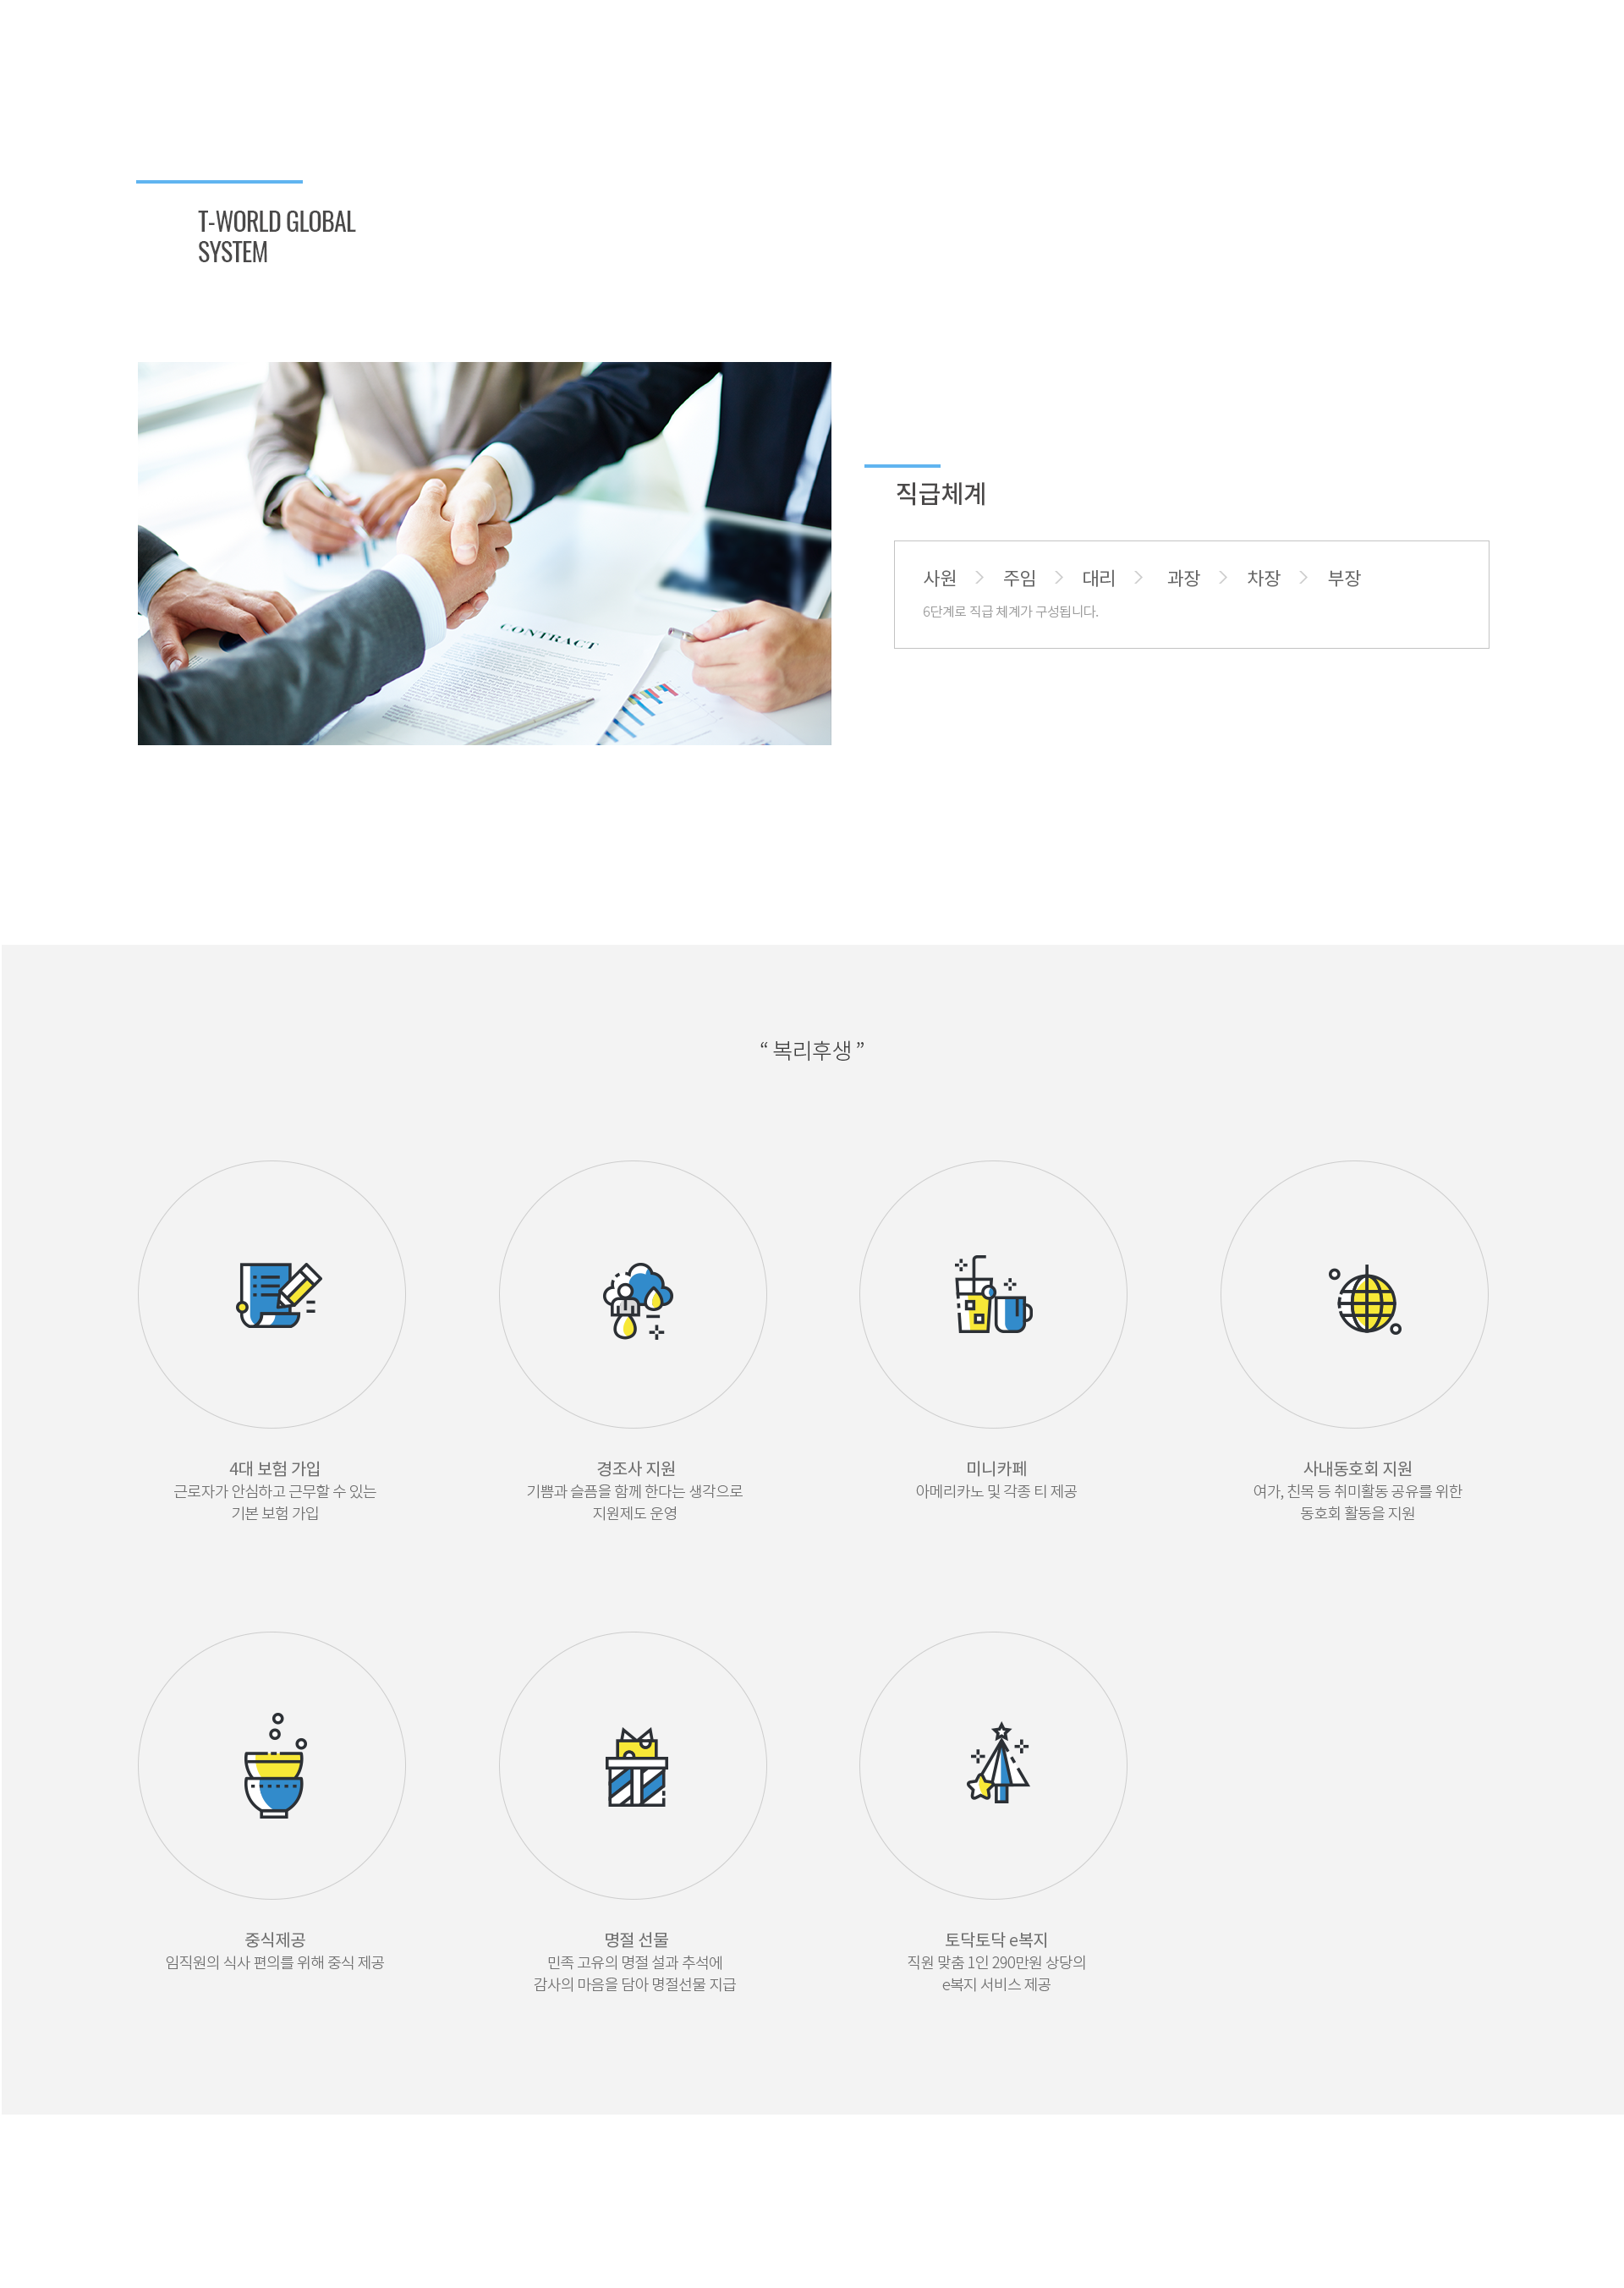 T-WORLD GLOBAL
SYSTEM
CONTRACT
직급체계
사원 > 주임 > 대리 > 과장 > 차장 > 부장
6단계로 직급 체계가 구성됩니다.
“ 복리후생 ”
4대 보험 가입
근로자가 안심하고 근무할 수 있는
기본 보험 가입
경조사 지원
기쁨과 슬픔을 함께 한다는 생각으로
지원제도 운영
미니카페
아메리카노 및 각종 티 제공
사내동호회 지원
여가, 친목 등 취미활동 공유를 위한
동호회 활동을 지원
중식제공
임직원의 식사 편의를 위해 중식 제공
명절 선물
민족 고유의 명절 설과 추석에
감사의 마음을 담아 명절선물 지급
토닥토닥 e복지
직원 맞춤 1인 290만원 상당의
e복지 서비스 제공